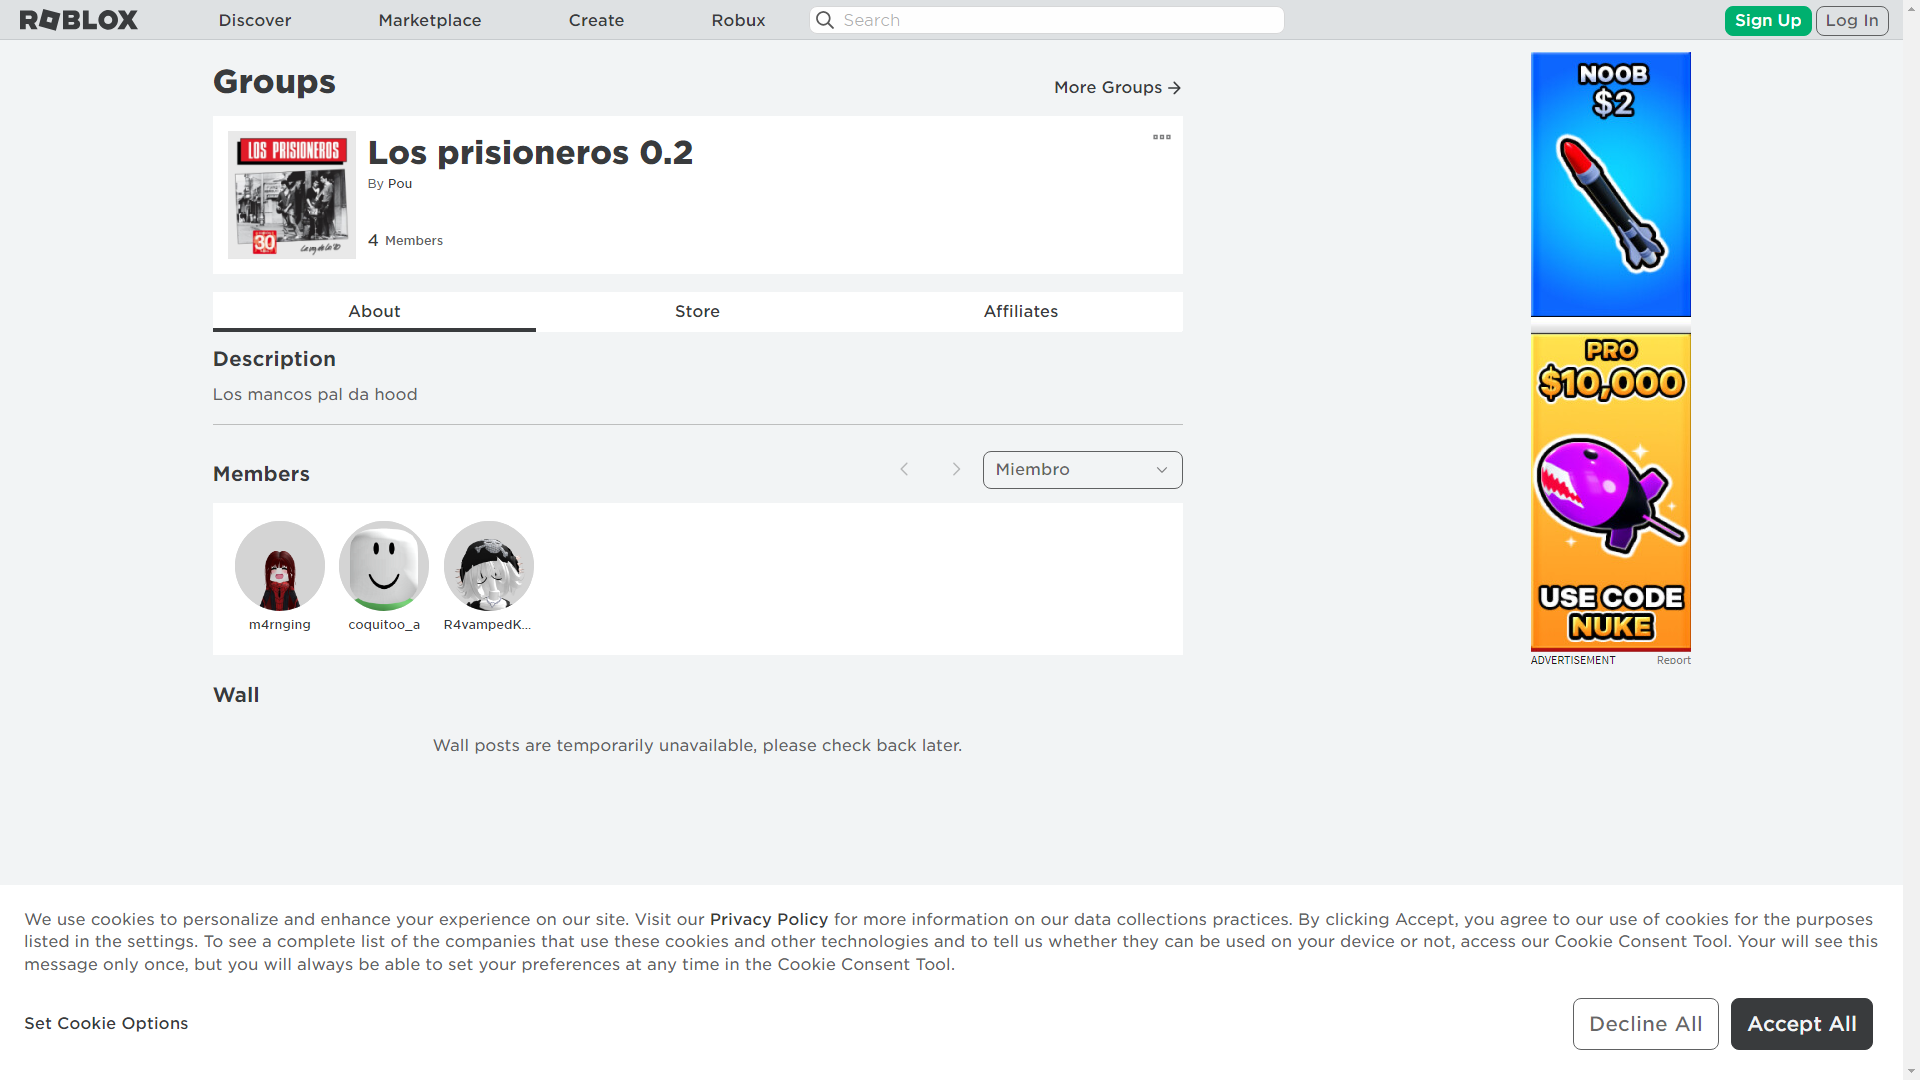 ROBLOX
Discover
Marketplace
Create
Robux
Search
Sign Up
Log In
Groups
More Groups
LOS PRISIONEROS
30
La voz de los '80
Los prisioneros 0.2
By Pou
4 Members
About
Store
Affiliates
Description
Los mancos pal da hood
Members
Miembro
m4rnging
coquitoo_a
R4vampedK...
Wall
Wall posts are temporarily unavailable, please check back later.
NOOB
$2
PRO
$10,000
USE CODE
NUKE
ADVERTISEMENT
Report
We use cookies to personalize and enhance your experience on our site. Visit our Privacy Policy for more information on our data collections practices. By clicking Accept, you agree to our use of cookies for the purposes
listed in the settings. To see a complete list of the companies that use these cookies and other technologies and to tell us whether they can be used on your device or not, access our Cookie Consent Tool. Your will see this
message only once, but you will always be able to set your preferences at any time in the Cookie Consent Tool.
Set Cookie Options
Decline All
Accept All